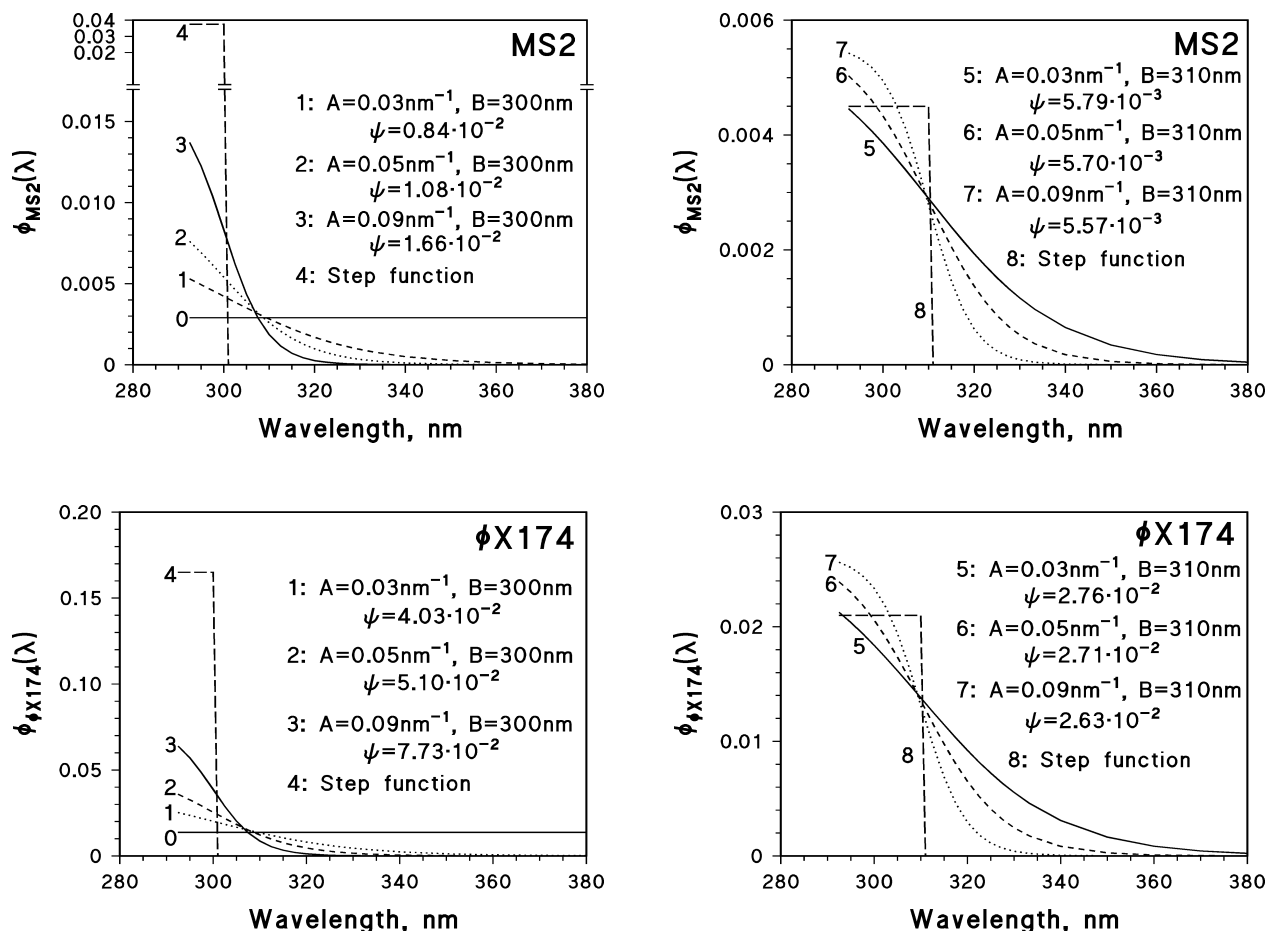 MS2
0.04
0.03
0.02
0.015
0.010
0.005
0
ϕMS2(λ)
4
3
2
1
0
1: A=0.03nm⁻¹, B=300nm
ψ=0.84·10⁻²
2: A=0.05nm⁻¹, B=300nm
ψ=1.08·10⁻²
3: A=0.09nm⁻¹, B=300nm
ψ=1.66·10⁻²
4: Step function
280 300 320 340 360 380
Wavelength, nm
MS2
0.006
0.004
0.002
0
ϕMS2(λ)
7
6
5
8
5: A=0.03nm⁻¹, B=310nm
ψ=5.79·10⁻³
6: A=0.05nm⁻¹, B=310nm
ψ=5.70·10⁻³
7: A=0.09nm⁻¹, B=310nm
ψ=5.57·10⁻³
8: Step function
280 300 320 340 360 380
Wavelength, nm
ϕX174
0.20
0.15
0.10
0.05
0
ϕϕX174(λ)
4
3
2
1
0
1: A=0.03nm⁻¹, B=300nm
ψ=4.03·10⁻²
2: A=0.05nm⁻¹, B=300nm
ψ=5.10·10⁻²
3: A=0.09nm⁻¹, B=300nm
ψ=7.73·10⁻²
4: Step function
280 300 320 340 360 380
Wavelength, nm
ϕX174
0.03
0.02
0.01
0
ϕϕX174(λ)
7
6
5
8
5: A=0.03nm⁻¹, B=310nm
ψ=2.76·10⁻²
6: A=0.05nm⁻¹, B=310nm
ψ=2.71·10⁻²
7: A=0.09nm⁻¹, B=310nm
ψ=2.63·10⁻²
8: Step function
280 300 320 340 360 380
Wavelength, nm